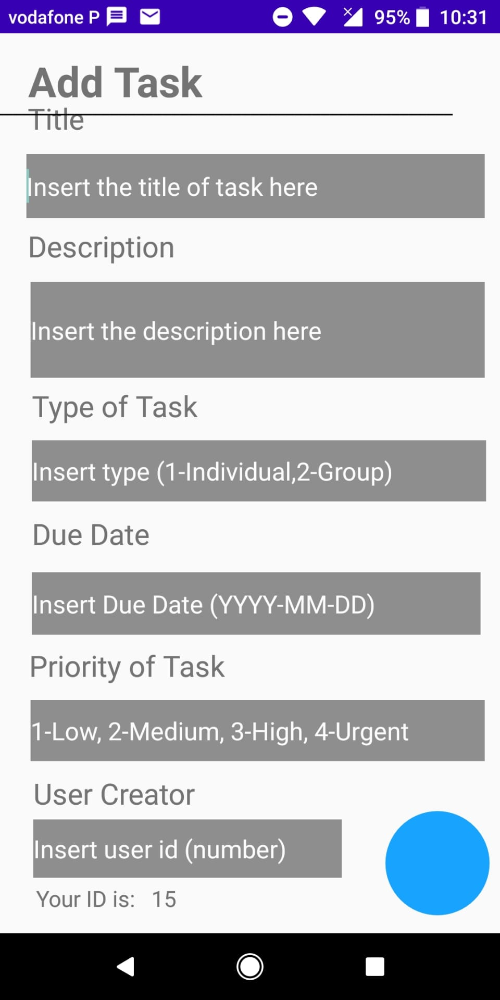 vodafone P 95% 10:31
Add Task
Title
Insert the title of task here
Description
Insert the description here
Type of Task
Insert type (1-Individual,2-Group)
Due Date
Insert Due Date (YYYY-MM-DD)
Priority of Task
1-Low, 2-Medium, 3-High, 4-Urgent
User Creator
Insert user id (number)
Your ID is: 15